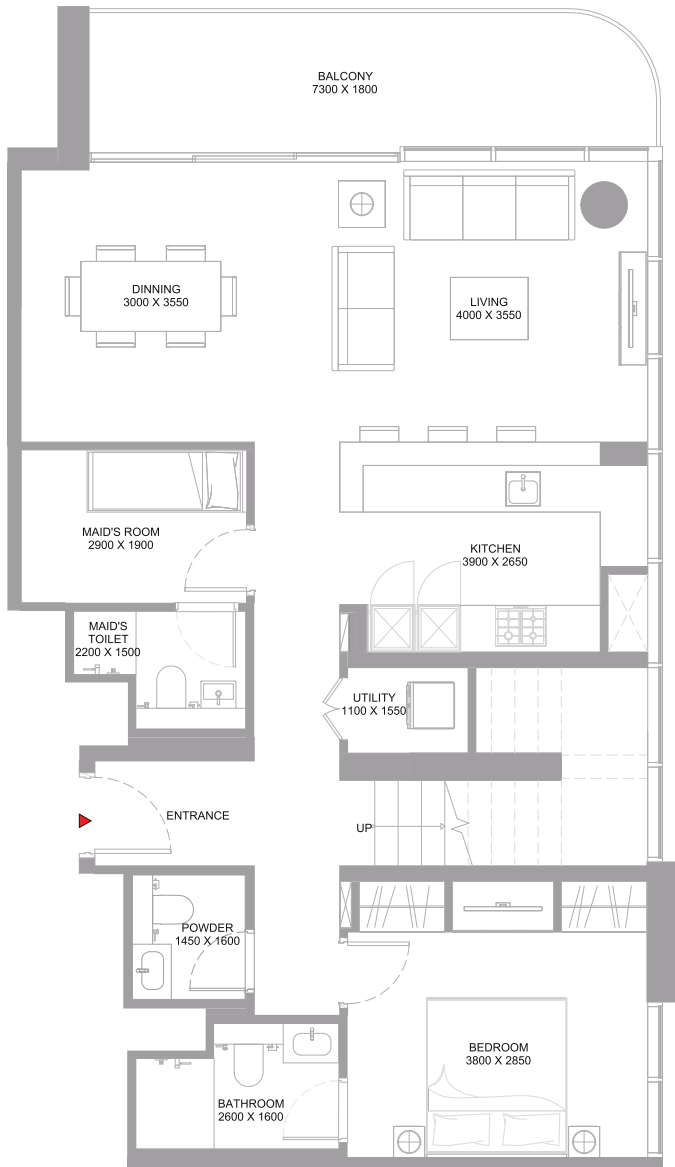 BALCONY
7300 X 1800
DINNING
3000 X 3550
LIVING
4000 X 3550
MAID'S ROOM
2900 X 1900
KITCHEN
3900 X 2650
MAID'S
TOILET
2200 X 1500
UTILITY
1100 X 1550
ENTRANCE
UP
POWDER
1450 X 1600
BEDROOM
3800 X 2850
BATHROOM
2600 X 1600